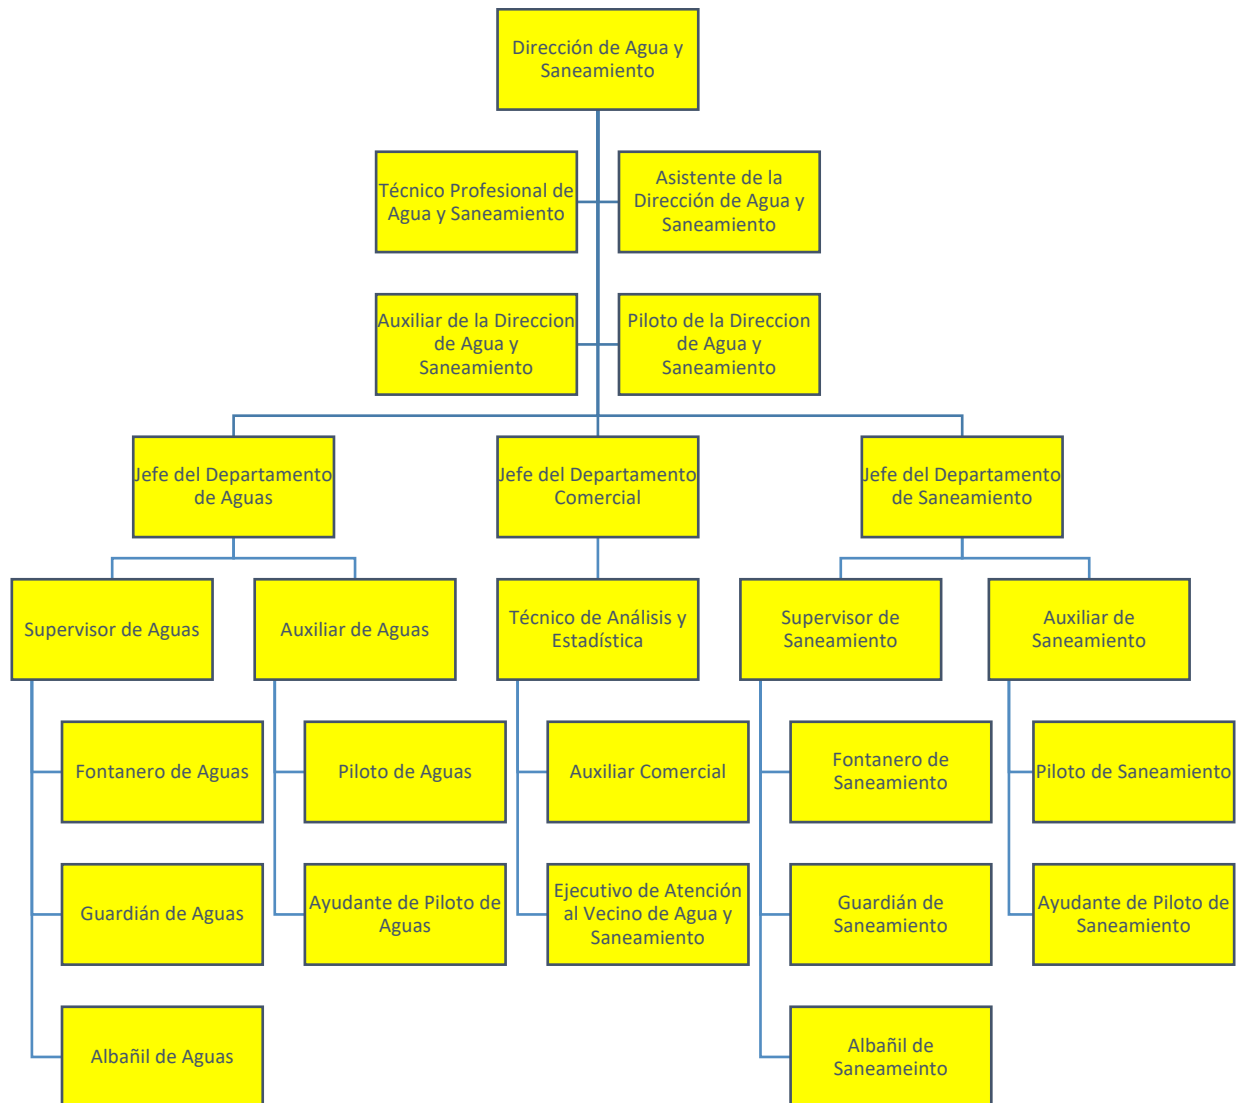 Dirección de Agua y
Saneamiento
Técnico Profesional de
Agua y Saneamiento
Asistente de la
Dirección de Agua y
Saneamiento
Auxiliar de la Direccion
de Agua y
Saneamiento
Piloto de la Direccion
de Agua y
Saneamiento
Jefe del Departamento
de Aguas
Jefe del Departamento
Comercial
Jefe del Departamento
de Saneamiento
Supervisor de Aguas
Auxiliar de Aguas
Técnico de Análisis y
Estadística
Supervisor de
Saneamiento
Auxiliar de
Saneamiento
Fontanero de Aguas
Piloto de Aguas
Auxiliar Comercial
Fontanero de
Saneamiento
Piloto de Saneamiento
Guardián de Aguas
Ayudante de Piloto de
Aguas
Ejecutivo de Atención
al Vecino de Agua y
Saneamiento
Guardián de
Saneamiento
Ayudante de Piloto de
Saneamiento
Albañil de Aguas
Albañil de
Saneameinto